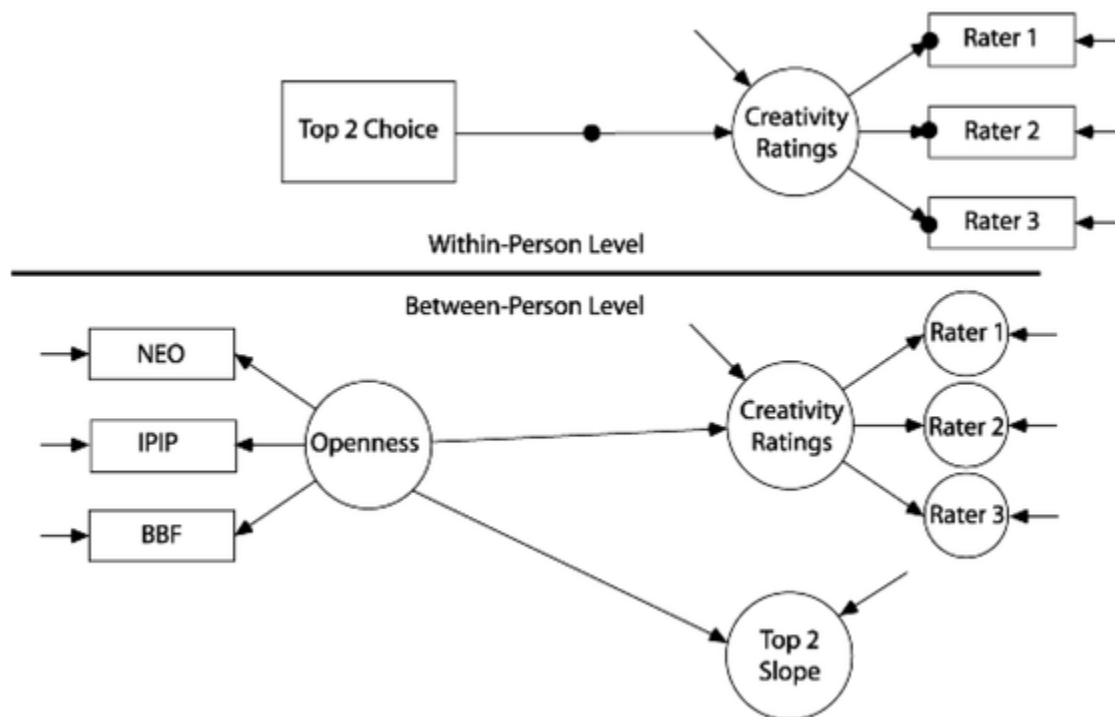 Rater 1
Top 2 Choice
Creativity
Ratings
Rater 2
Rater 3
Within-Person Level
Between-Person Level
NEO
IPIP
BBF
Openness
Creativity
Ratings
Rater 1
Rater 2
Rater 3
Top 2
Slope